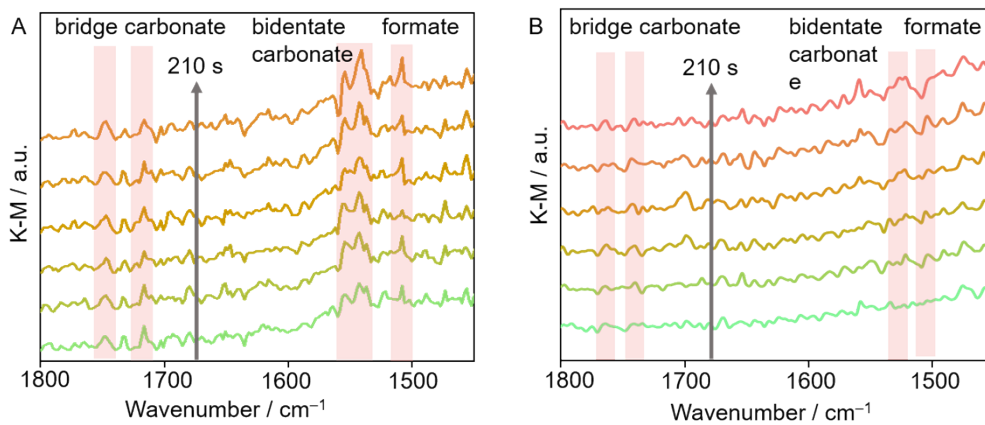 A
bridge carbonate
bidentate
carbonate
formate
210 s
K-M / a.u.
1800
1700
1600
1500
Wavenumber / cm⁻¹
B
bridge carbonate
bidentate
carbonat
e
formate
210 s
K-M / a.u.
1800
1700
1600
1500
Wavenumber / cm⁻¹